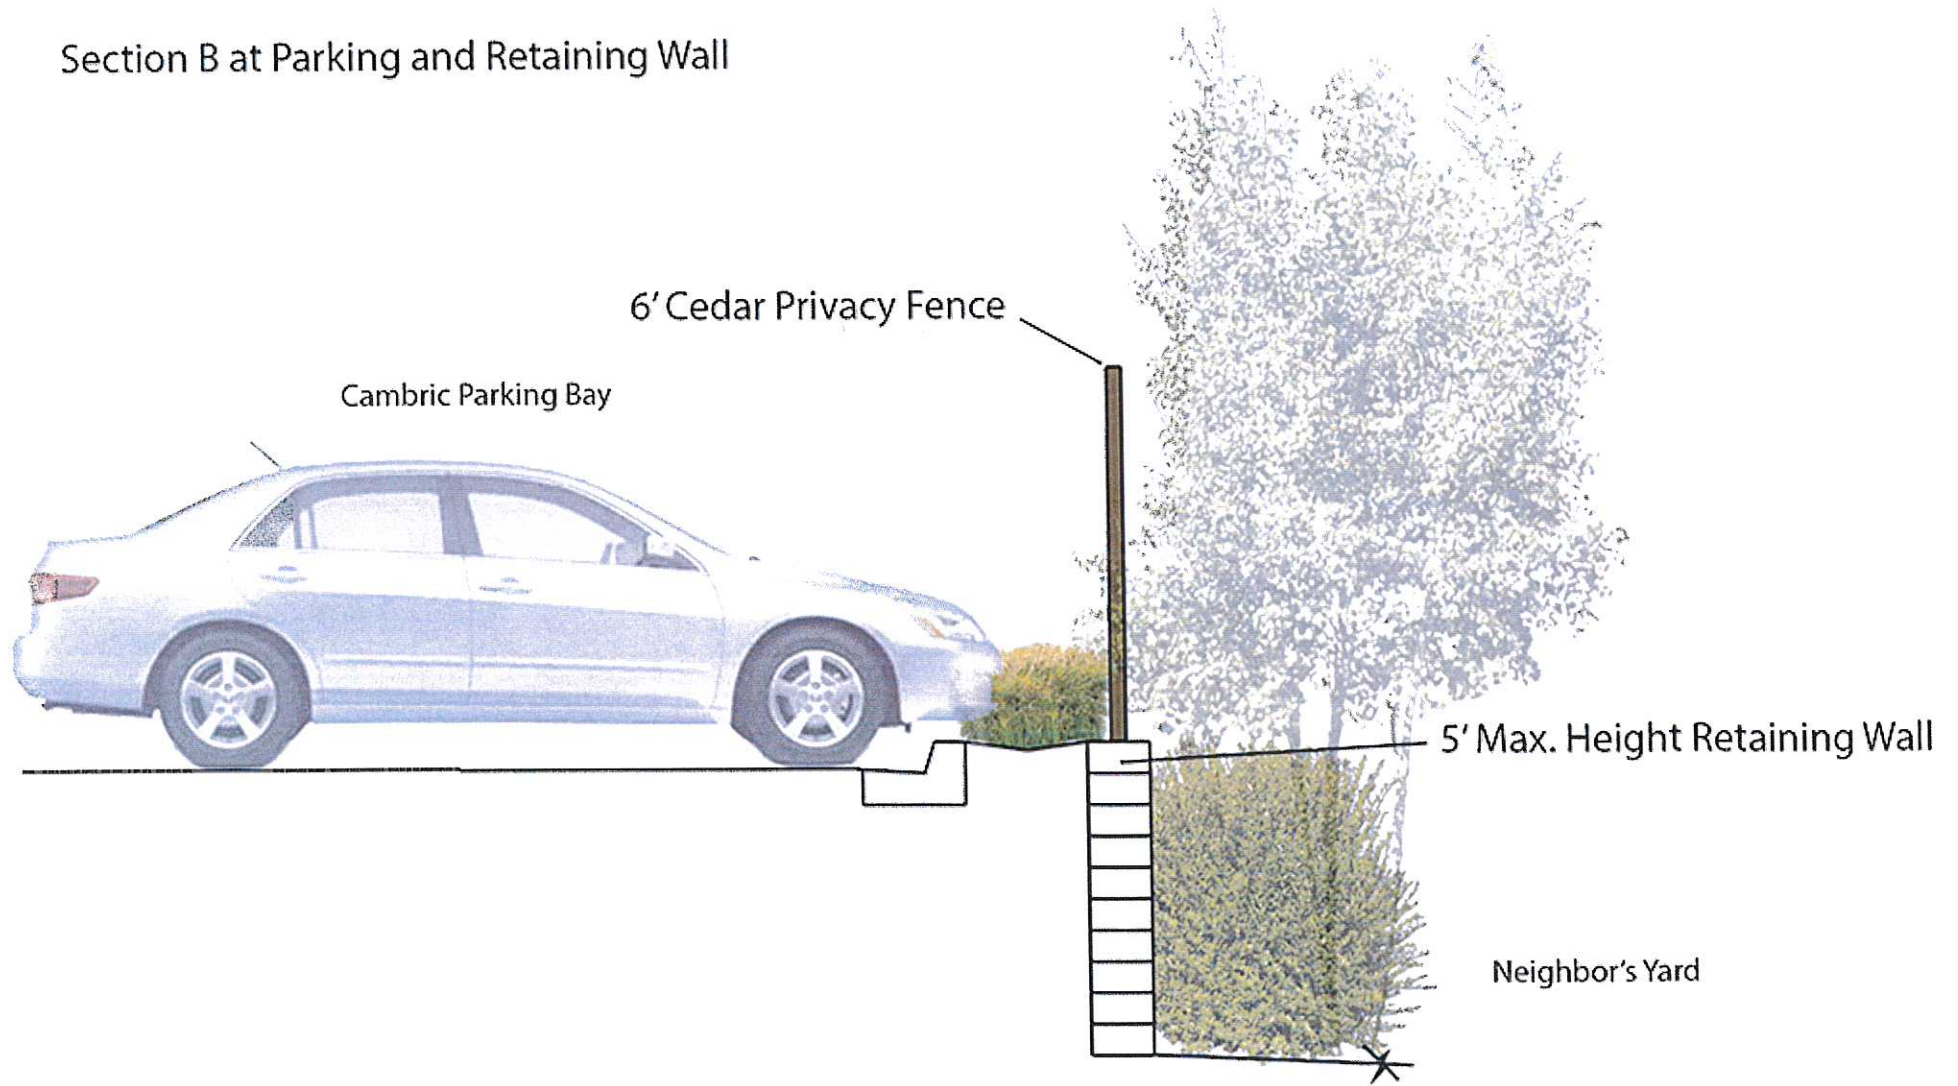 Section B at Parking and Retaining Wall
6' Cedar Privacy Fence
Cambric Parking Bay
5' Max. Height Retaining Wall
Neighbor's Yard